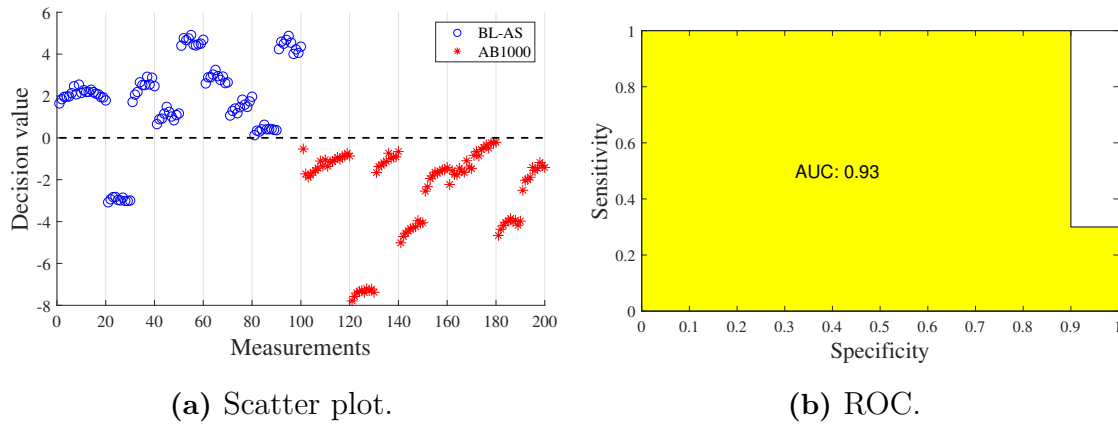 6
4
2
0
-2
-4
-6
-8
Decision value
BL-AS
AB1000
0 20 40 60 80 100 120 140 160 180 200
Measurements
(a) Scatter plot.
1
0.8
0.6
0.4
0.2
0
Sensitivity
AUC: 0.93
0 0.1 0.2 0.3 0.4 0.5 0.6 0.7 0.8 0.9 1
Specificity
(b) ROC.